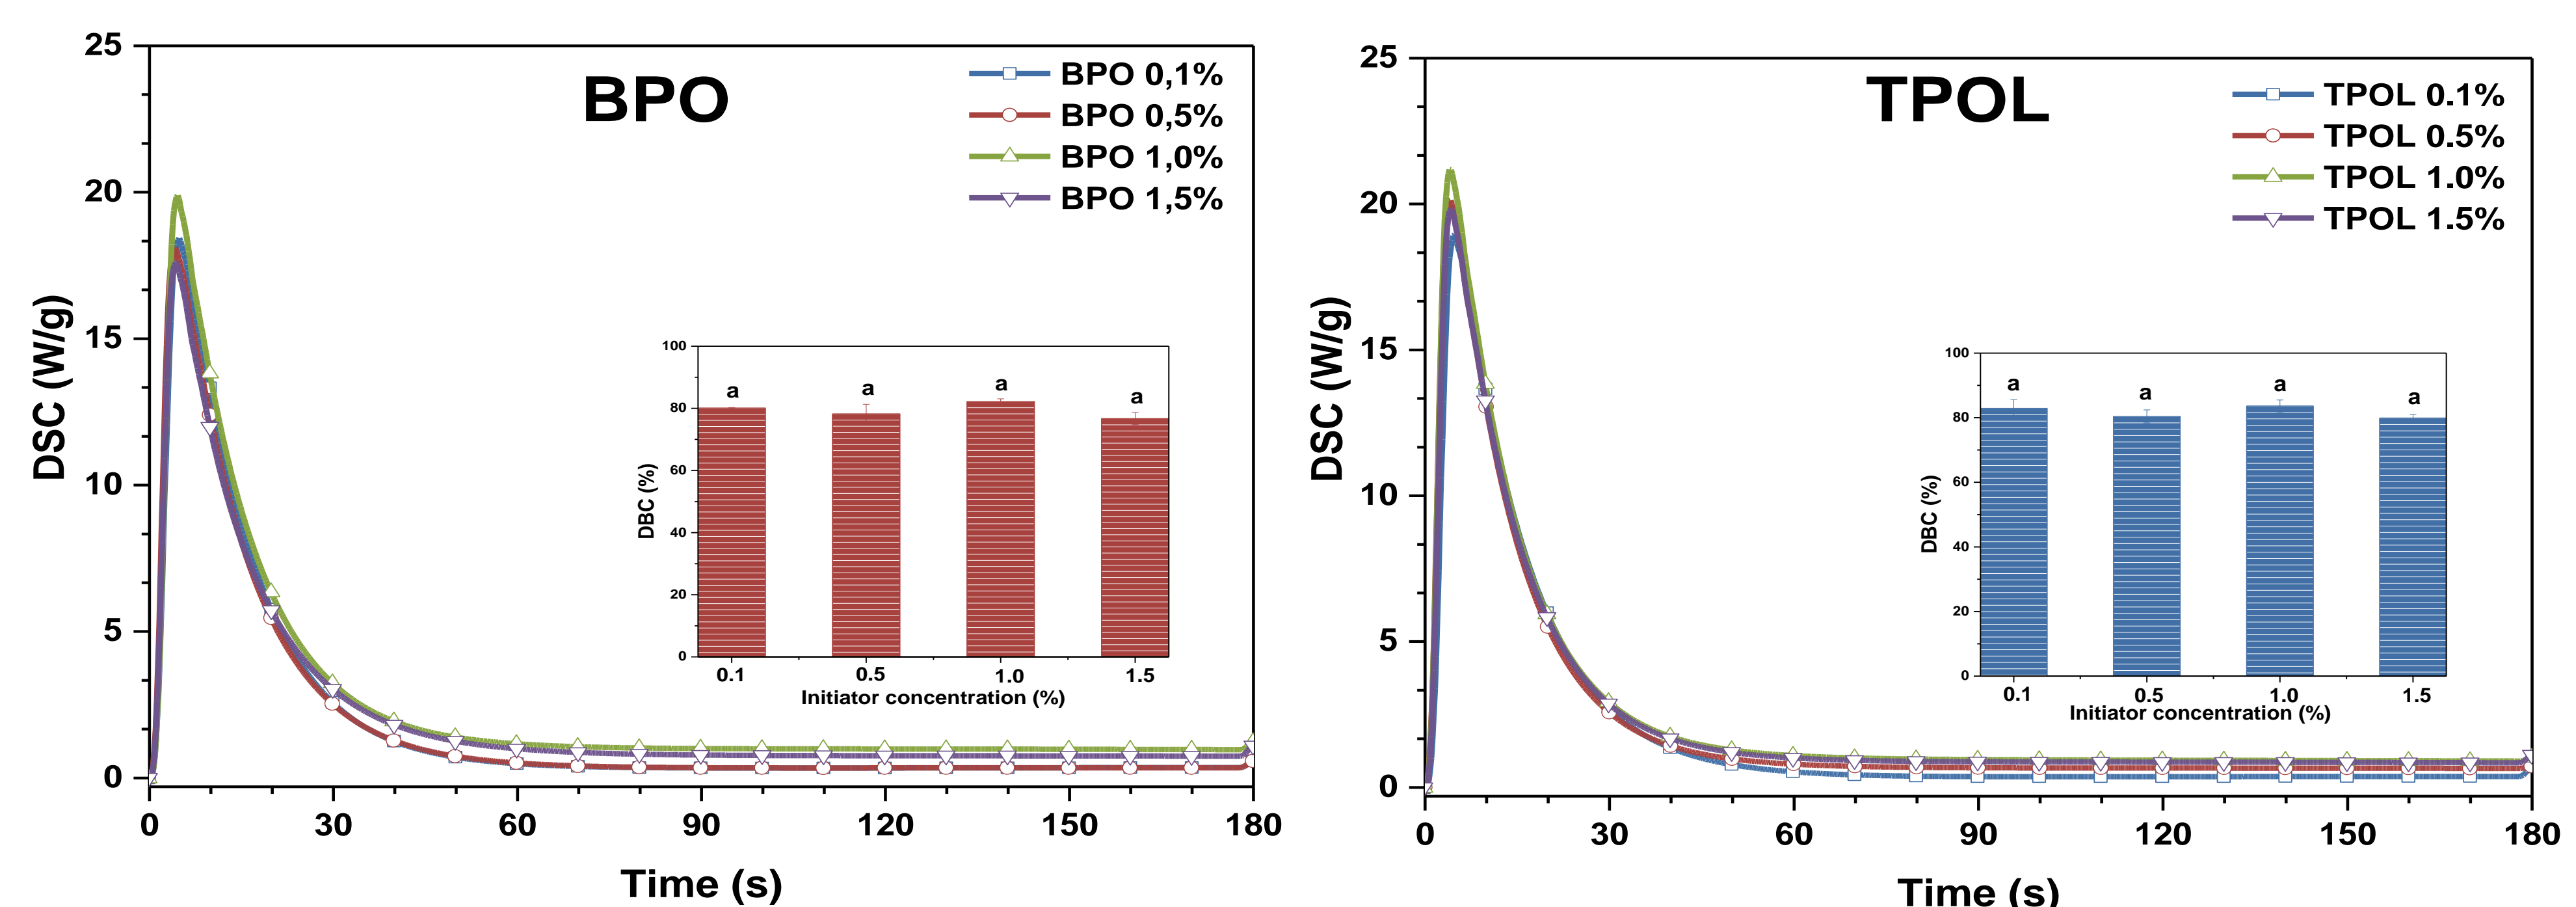 BPO
BPO 0,1%
BPO 0,5%
BPO 1,0%
BPO 1,5%
25
20
15
10
5
0
DSC (W/g)
0 30 60 90 120 150 180
Time (s)
100
80
60
40
20
0
DBC (%)
a a a a
0.1 0.5 1.0 1.5
Initiator concentration (%)
TPOL
TPOL 0.1%
TPOL 0.5%
TPOL 1.0%
TPOL 1.5%
25
20
15
10
5
0
DSC (W/g)
0 30 60 90 120 150 180
Time (s)
100
80
60
40
20
0
DBC (%)
a a a a
0.1 0.5 1.0 1.5
Initiator concentration (%)